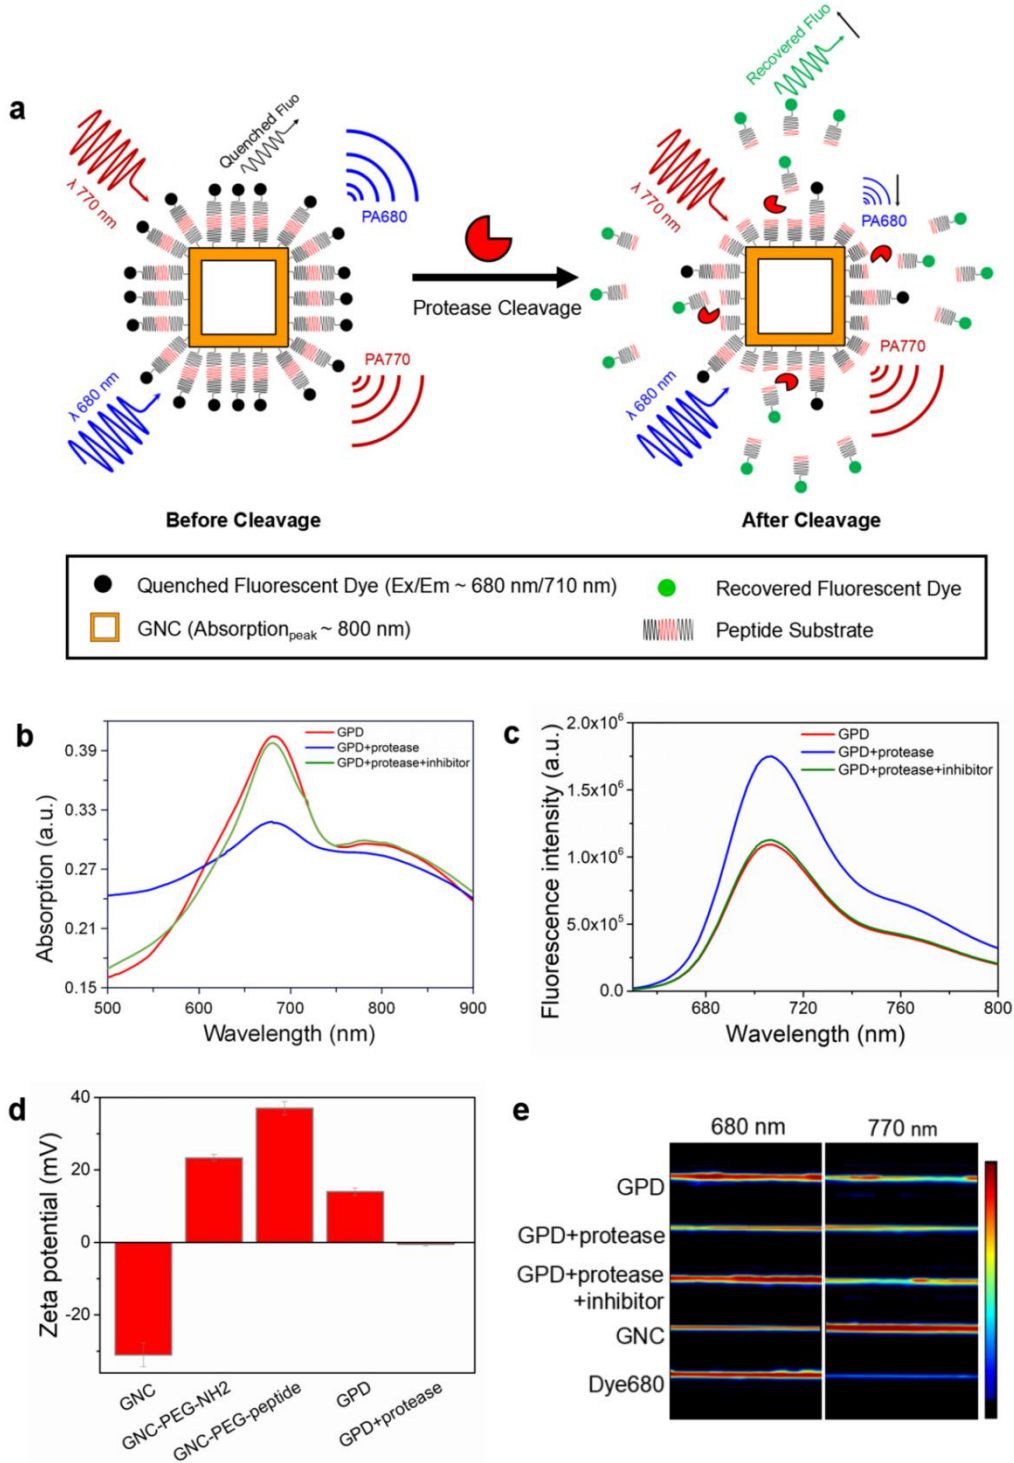 a
λ 770 nm
Quenched Fluo
PA680
λ 680 nm
PA770
Before Cleavage
Protease Cleavage
Recovered Fluo
λ 770 nm
PA680
λ 680 nm
PA770
After Cleavage
Quenched Fluorescent Dye (Ex/Em ~ 680 nm/710 nm)
Recovered Fluorescent Dye
GNC (Absorptionpeak ~ 800 nm)
Peptide Substrate
b
Absorption (a.u.)
0.39
0.33
0.27
0.21
0.15
500 600 700 800 900
Wavelength (nm)
GPD
GPD+protease
GPD+protease+inhibitor
c
Fluorescence intensity (a.u.)
2.0x10⁶
1.5x10⁶
1.0x10⁶
5.0x10⁵
0.0
680 720 760 800
Wavelength (nm)
GPD
GPD+protease
GPD+protease+inhibitor
d
Zeta potential (mV)
40
20
0
-20
GNC
GNC-PEG-NH2
GNC-PEG-peptide
GPD
GPD+protease
e
680 nm 770 nm
GPD
GPD+protease
GPD+protease
+inhibitor
GNC
Dye680